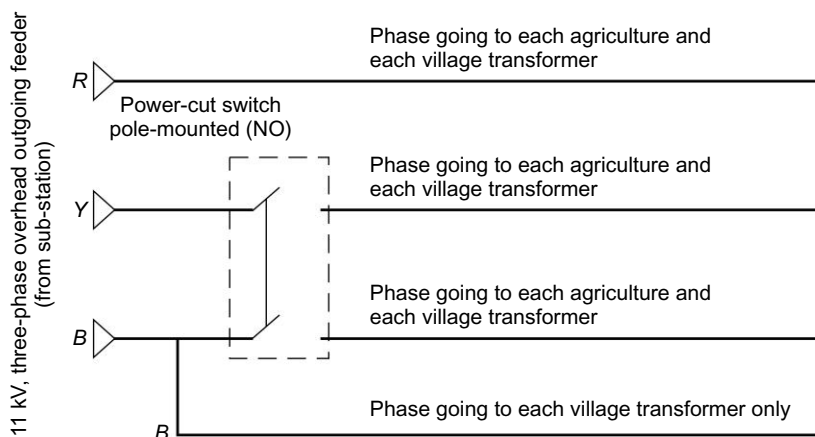 11 kV, three-phase overhead outgoing feeder
(from sub-station)
Phase going to each agriculture and
each village transformer
R
Power-cut switch
pole-mounted (NO)
Phase going to each agriculture and
each village transformer
Y
Phase going to each agriculture and
each village transformer
B
Phase going to each village transformer only
B